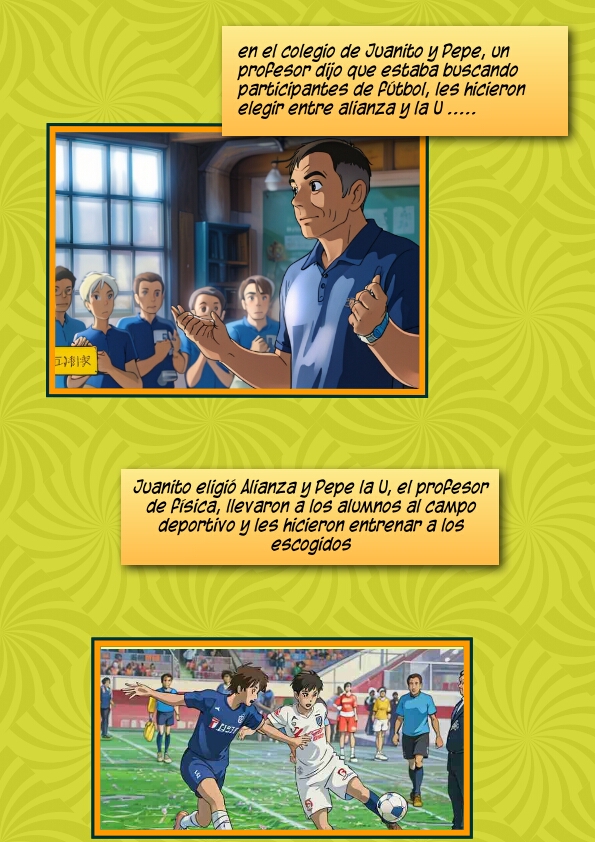 en el colegio de Juanito y Pepe, un
profesor dijo que estaba buscando
participantes de fútbol, les hicieron
elegir entre alianza y la U .....
Juanito eligió Alianza y Pepe la U, el profesor
de física, llevaron a los alumnos al campo
deportivo y les hicieron entrenar a los
escogidos